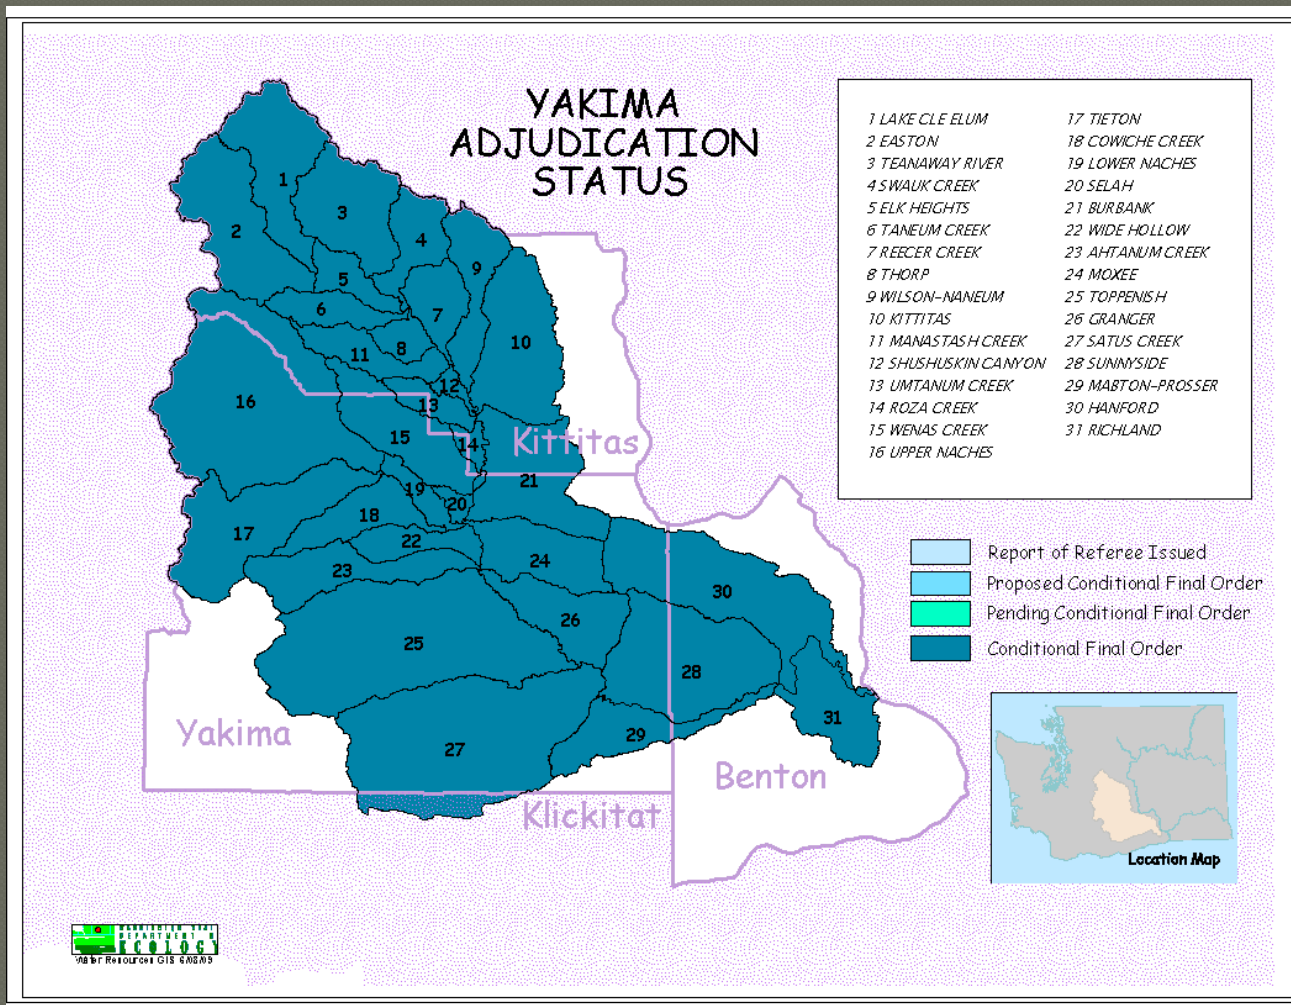 YAKIMA
ADJUDICATION
STATUS
1 LAKE CLE ELUM
2 EASTON
3 TEANAWAY RIVER
4 SWAUK CREEK
5 ELK HEIGHTS
6 TANEUM CREEK
7 REECER CREEK
8 THORP
9 WILSON-NANEUM
10 KITTITAS
11 MANASTASH CREEK
12 SHUSHUSKIN CANYON
13 UMTANUM CREEK
14 ROZA CREEK
15 WENAS CREEK
16 UPPER NACHES
17 TIETON
18 COWICHE CREEK
19 LOWER NACHES
20 SELAH
21 BURBANK
22 WIDE HOLLOW
23 AHTANUM CREEK
24 MOXEE
25 TOPPENISH
26 GRANGER
27 SATUS CREEK
28 SUNNYSIDE
29 MABTON-PROSSER
30 HANFORD
31 RICHLAND
1
2
3
4
5
6
7
8
9
10
11
12
13
14
15
16
17
18
19
20
21
22
23
24
25
26
27
28
29
30
31
Kittitas
Yakima
Benton
Klickitat
Report of Referee Issued
Proposed Conditional Final Order
Pending Conditional Final Order
Conditional Final Order
Location Map
ECOLOGY
Water Resources GIS 6/08/09